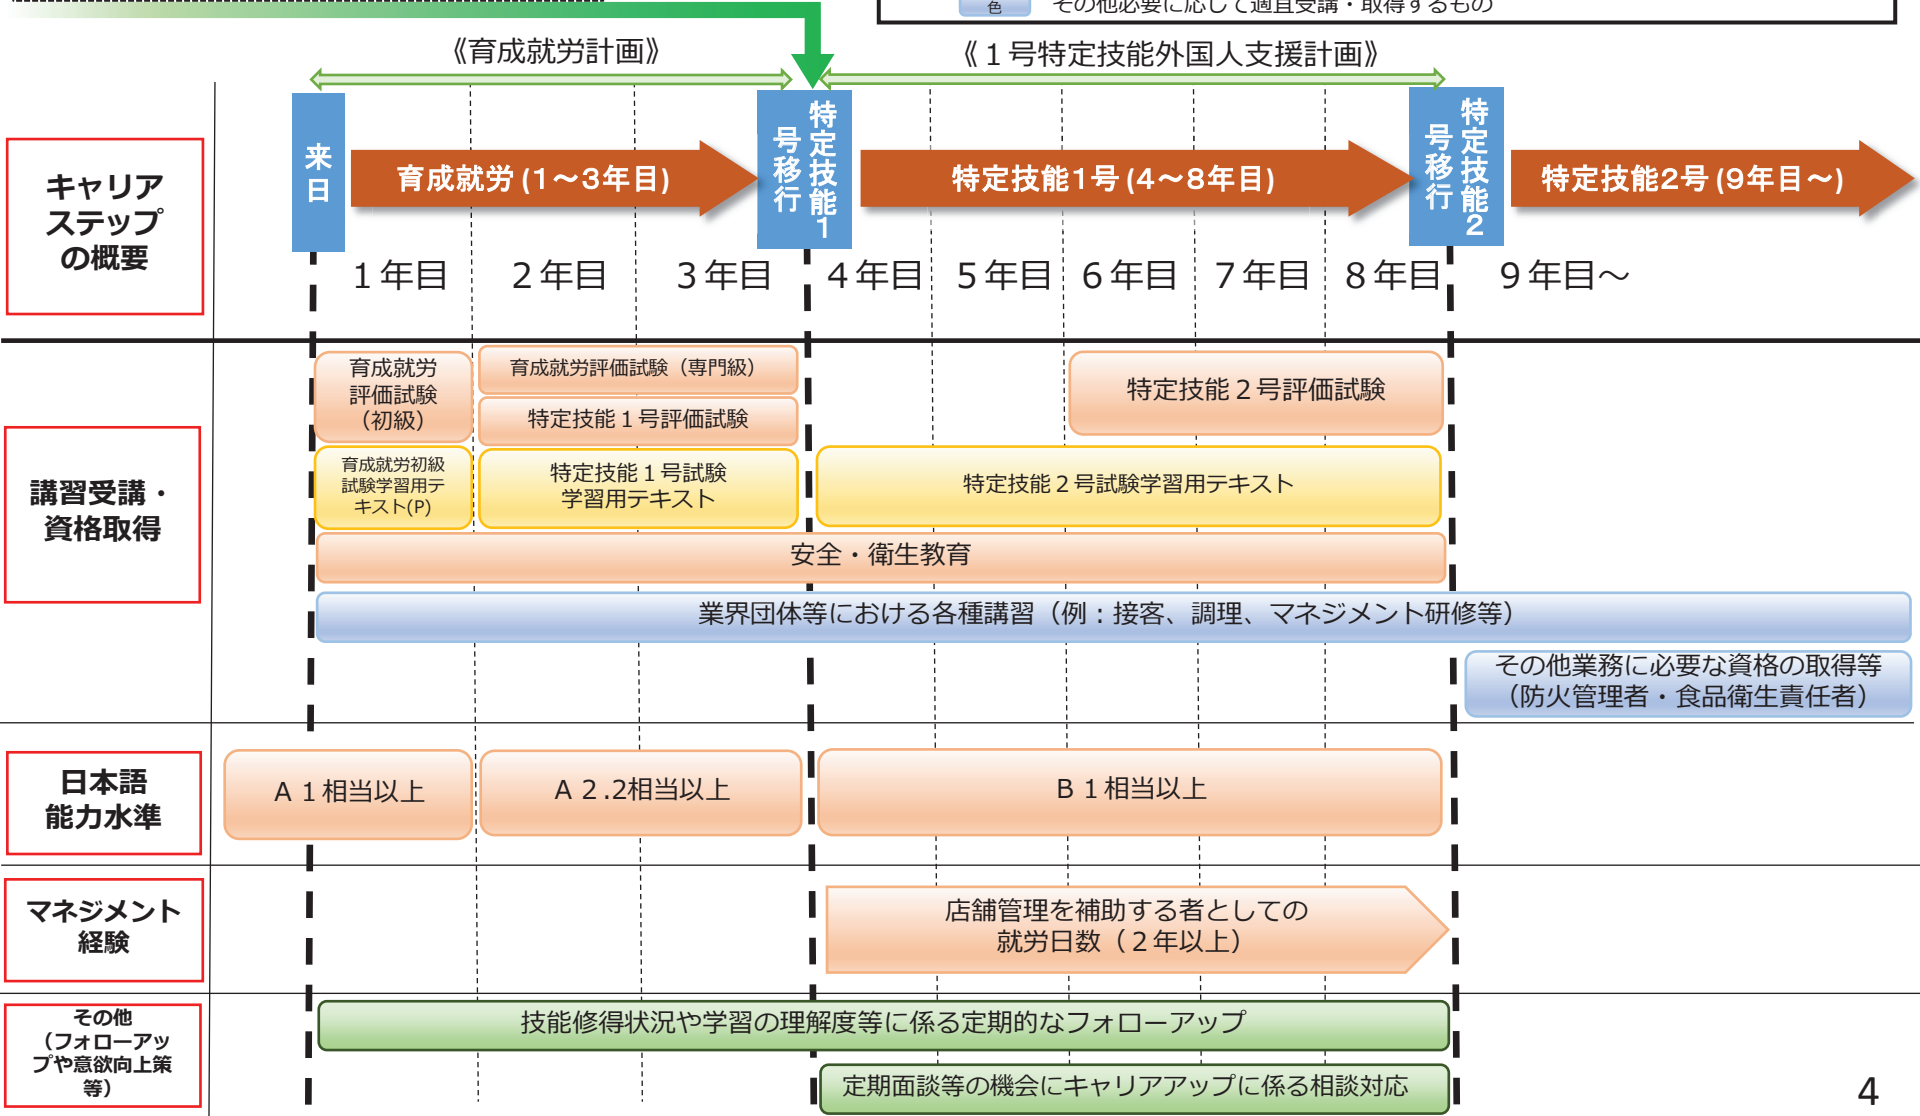 色 その他必要に応じて適宜受講・取得するもの
《育成就労計画》
《１号特定技能外国人支援計画》
キャリア
ステップ
の概要
来日
育成就労(1～3年目)
特定技能1
号移行
特定技能1号(4～8年目)
特定技能2
号移行
特定技能2号(9年目～)
１年目
２年目
３年目
４年目
５年目
６年目
７年目
８年目
９年目～
講習受講・
資格取得
育成就労
評価試験
（初級）
育成就労評価試験（専門級）
特定技能１号評価試験
特定技能２号評価試験
育成就労初級
試験学習用テ
キスト(P)
特定技能１号試験
学習用テキスト
特定技能２号試験学習用テキスト
安全・衛生教育
業界団体等における各種講習（例：接客、調理、マネジメント研修等）
その他業務に必要な資格の取得等
（防火管理者・食品衛生責任者）
日本語
能力水準
Ａ１相当以上
Ａ２.2相当以上
Ｂ１相当以上
マネジメント
経験
店舗管理を補助する者としての
就労日数（２年以上）
その他
（フォローアッ
プや意欲向上策
等）
技能修得状況や学習の理解度等に係る定期的なフォローアップ
定期面談等の機会にキャリアアップに係る相談対応
4